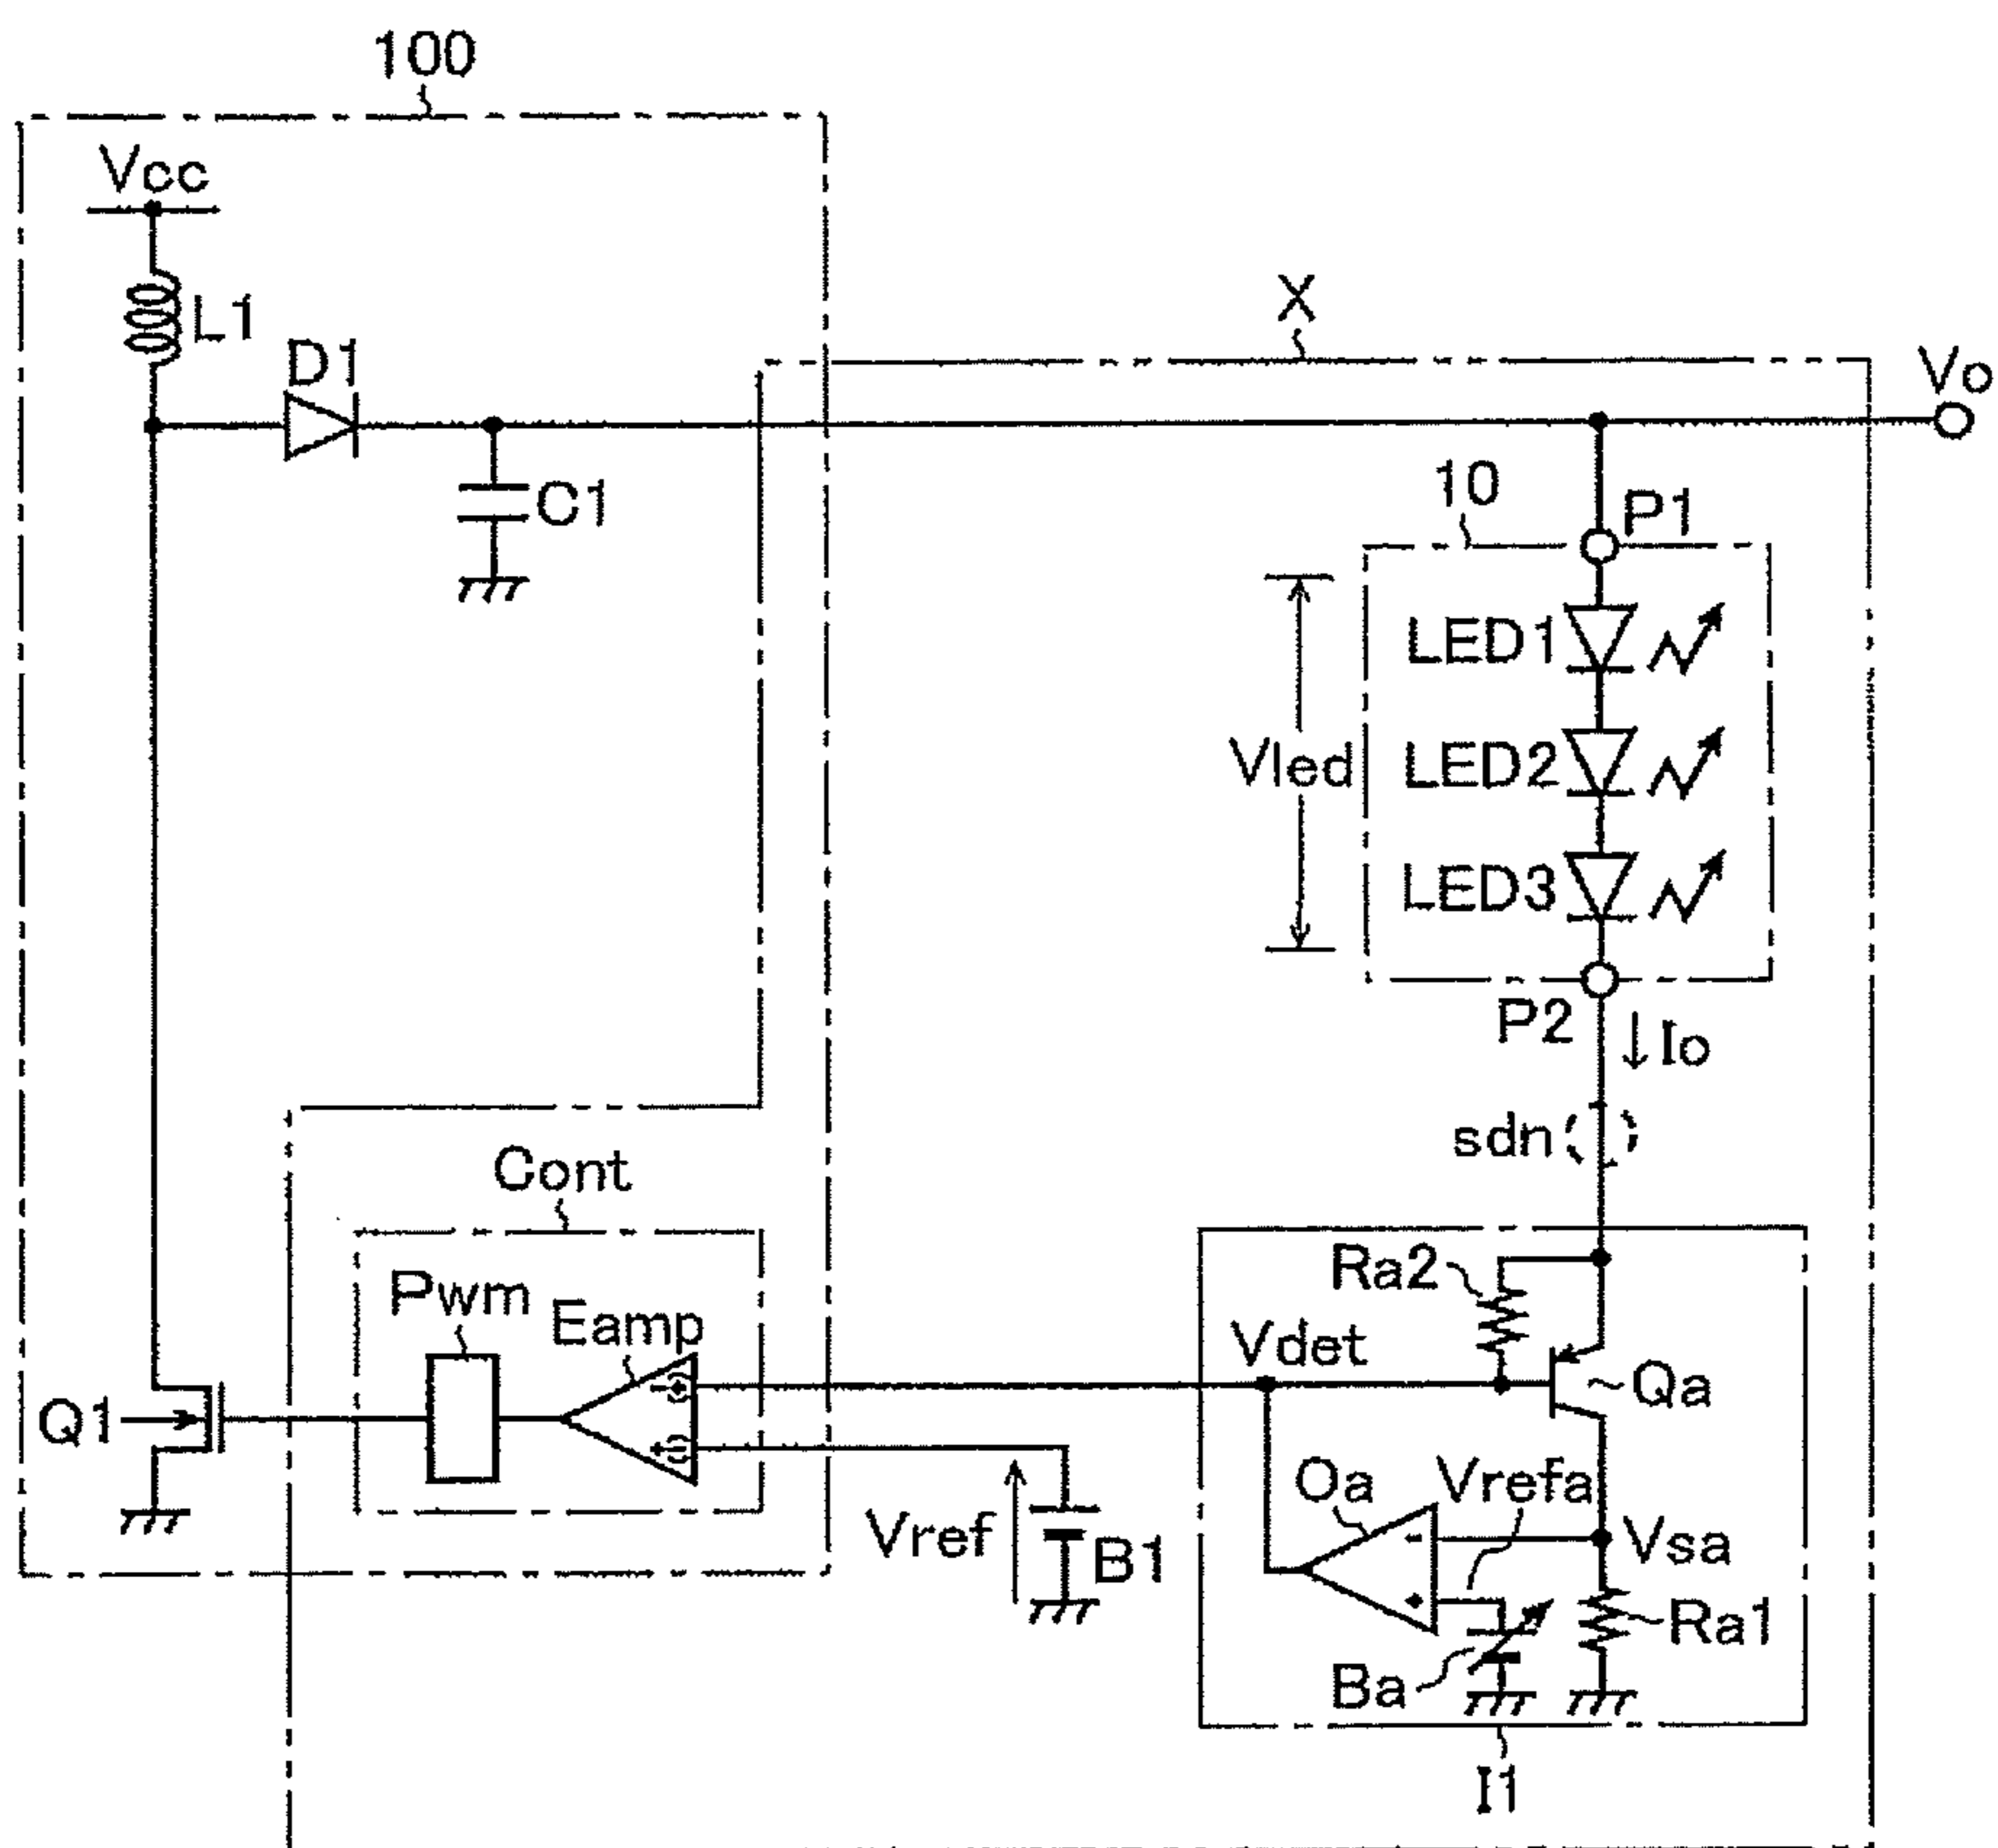 100
Vcc
L1
D1
C1
X
Vo
10
P1
LED1
Vled
LED2
LED3
P2
Io
sdn
Cont
Pwm
Eamp
Ra2
Vdet
Qa
Q1
Oa
Vrefa
Vref
B1
Vsa
Ra1
Ba
I1